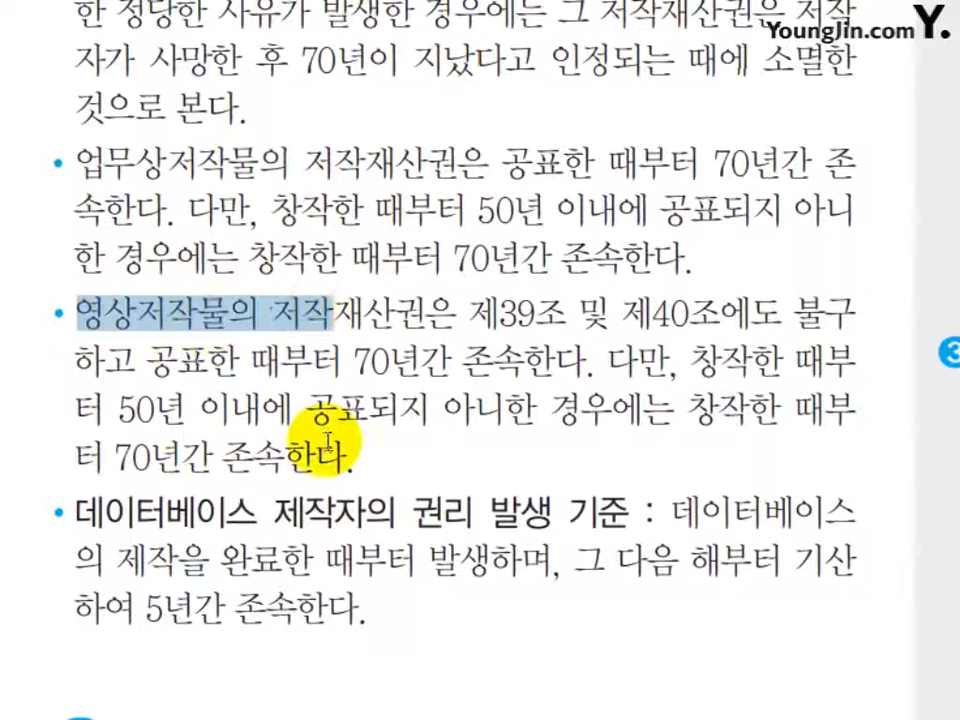 한 정당한 사유가 발생한 경우에는 그 저작재산권은 저작
YoungJin.com Y.
자가 사망한 후 70년이 지났다고 인정되는 때에 소멸한
것으로 본다.
• 업무상저작물의 저작재산권은 공표한 때부터 70년간 존
속한다. 다만, 창작한 때부터 50년 이내에 공표되지 아니
한 경우에는 창작한 때부터 70년간 존속한다.
• 영상저작물의 저작재산권은 제39조 및 제40조에도 불구
하고 공표한 때부터 70년간 존속한다. 다만, 창작한 때부
터 50년 이내에 공표되지 아니한 경우에는 창작한 때부
터 70년간 존속한다.
• 데이터베이스 제작자의 권리 발생 기준 : 데이터베이스
의 제작을 완료한 때부터 발생하며, 그 다음 해부터 기산
하여 5년간 존속한다.
3